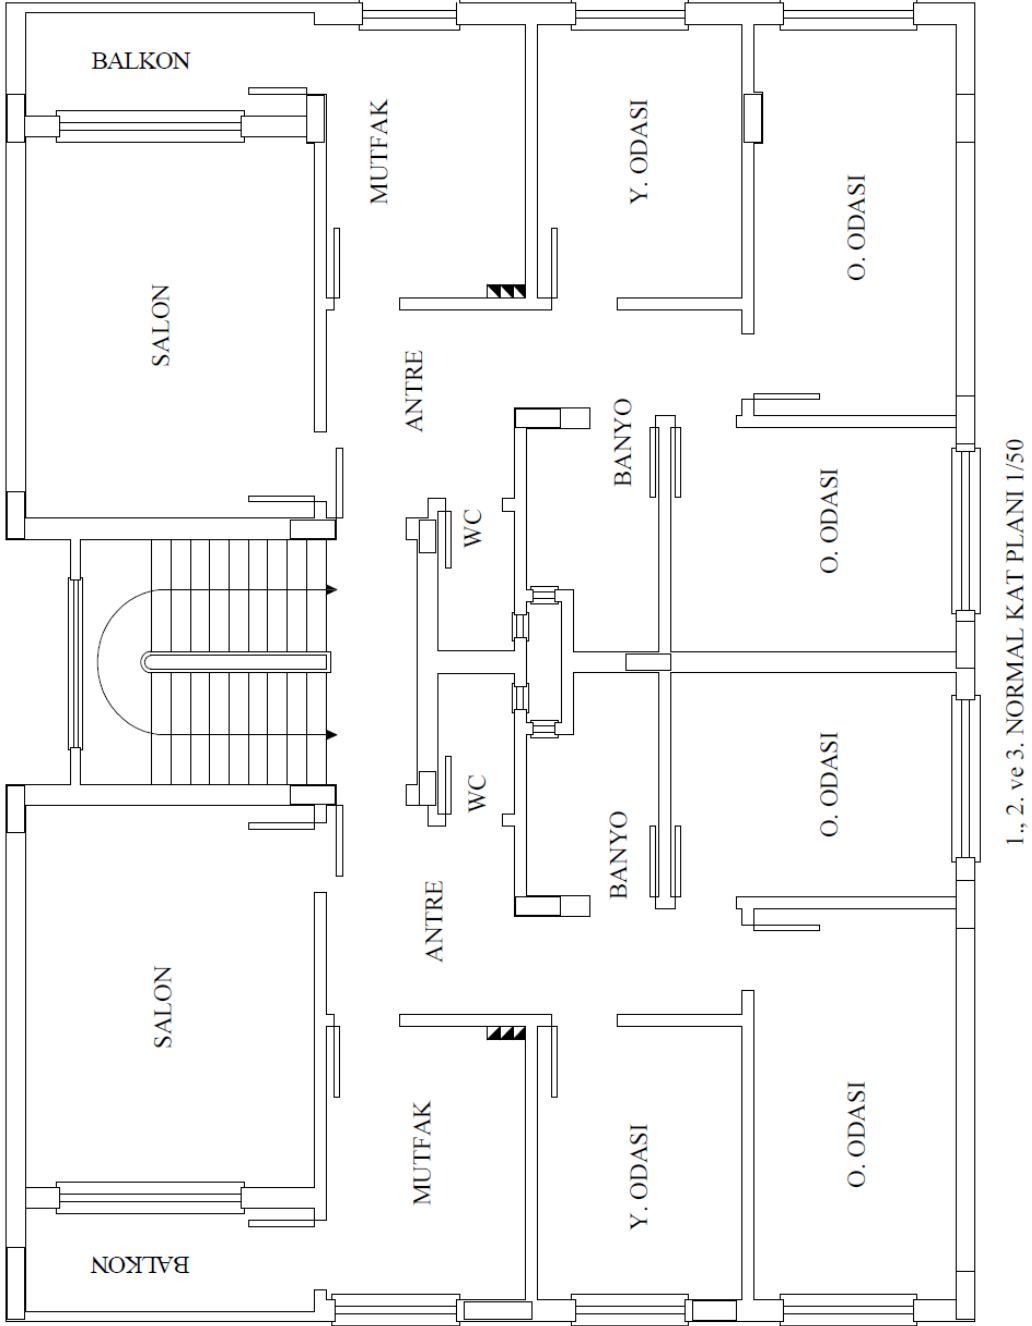 BALKON
MUTFAK
Y. ODASI
O. ODASI
SALON
ANTRE
BANYO
WC
O. ODASI
WC
BANYO
O. ODASI
ANTRE
SALON
MUTFAK
Y. ODASI
O. ODASI
BALKON
1., 2. ve 3. NORMAL KAT PLANI 1/50